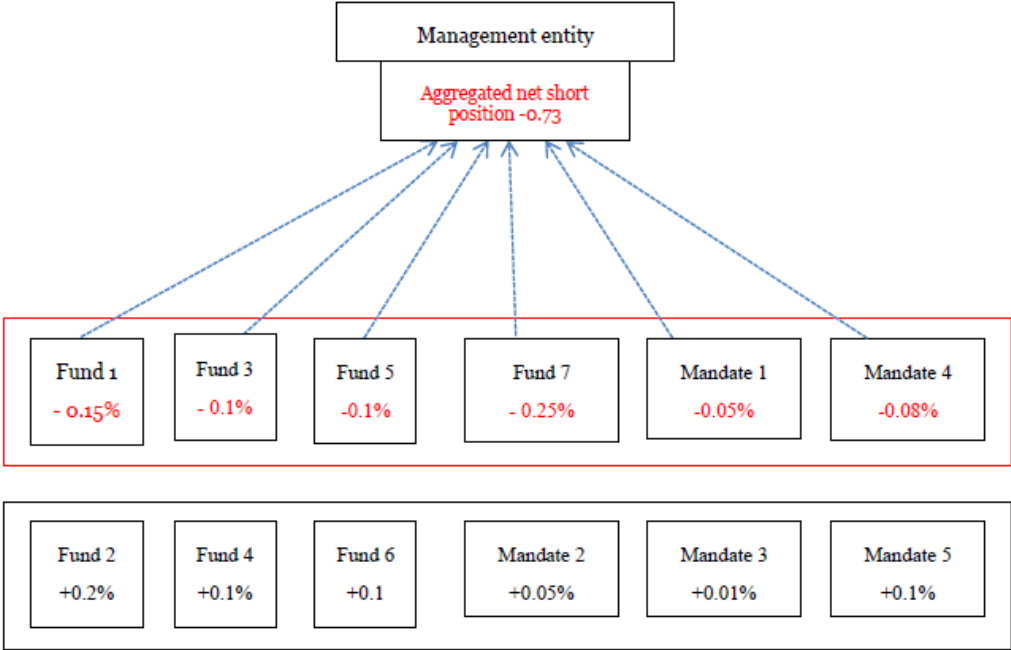 Management entity
Aggregated net short
position -0.73
Fund 1
- 0.15%
Fund 3
- 0.1%
Fund 5
-0.1%
Fund 7
- 0.25%
Mandate 1
-0.05%
Mandate 4
-0.08%
Fund 2
+0.2%
Fund 4
+0.1%
Fund 6
+0.1
Mandate 2
+0.05%
Mandate 3
+0.01%
Mandate 5
+0.1%